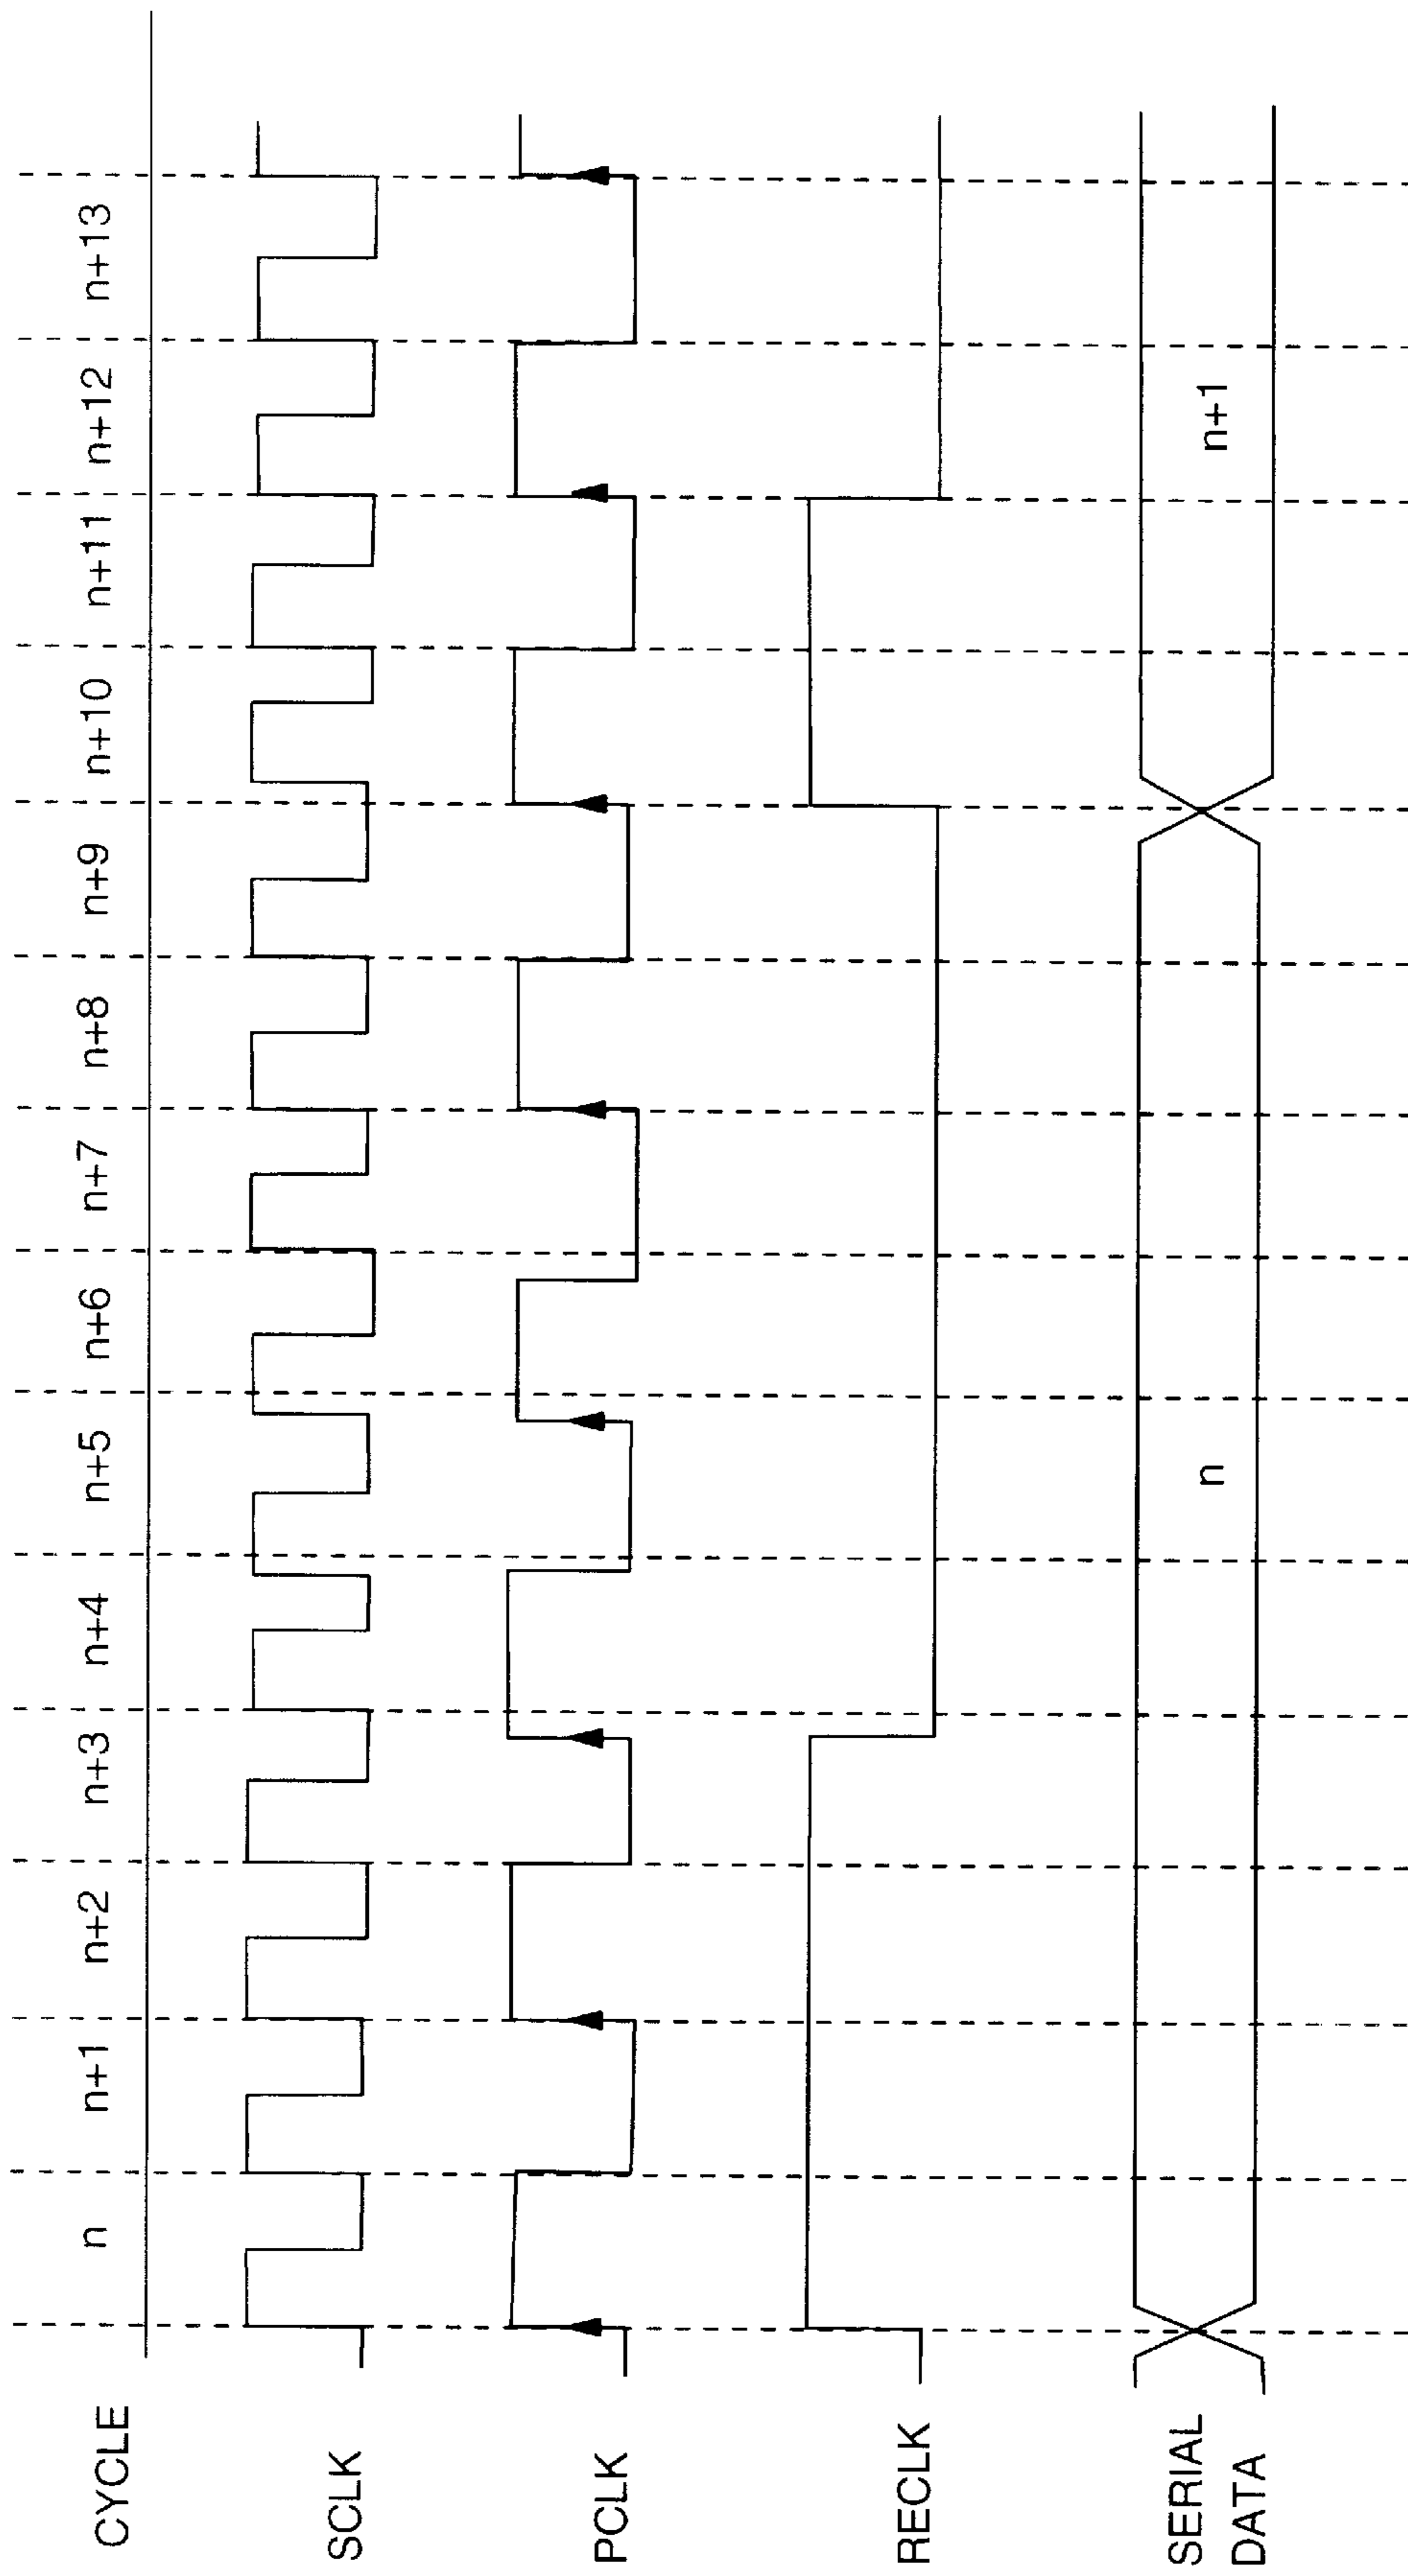 CYCLE n n+1 n+2 n+3 n+4 n+5 n+6 n+7 n+8 n+9 n+10 n+11 n+12 n+13
SCLK
PCLK
RECLK
SERIAL
DATA
n n+1